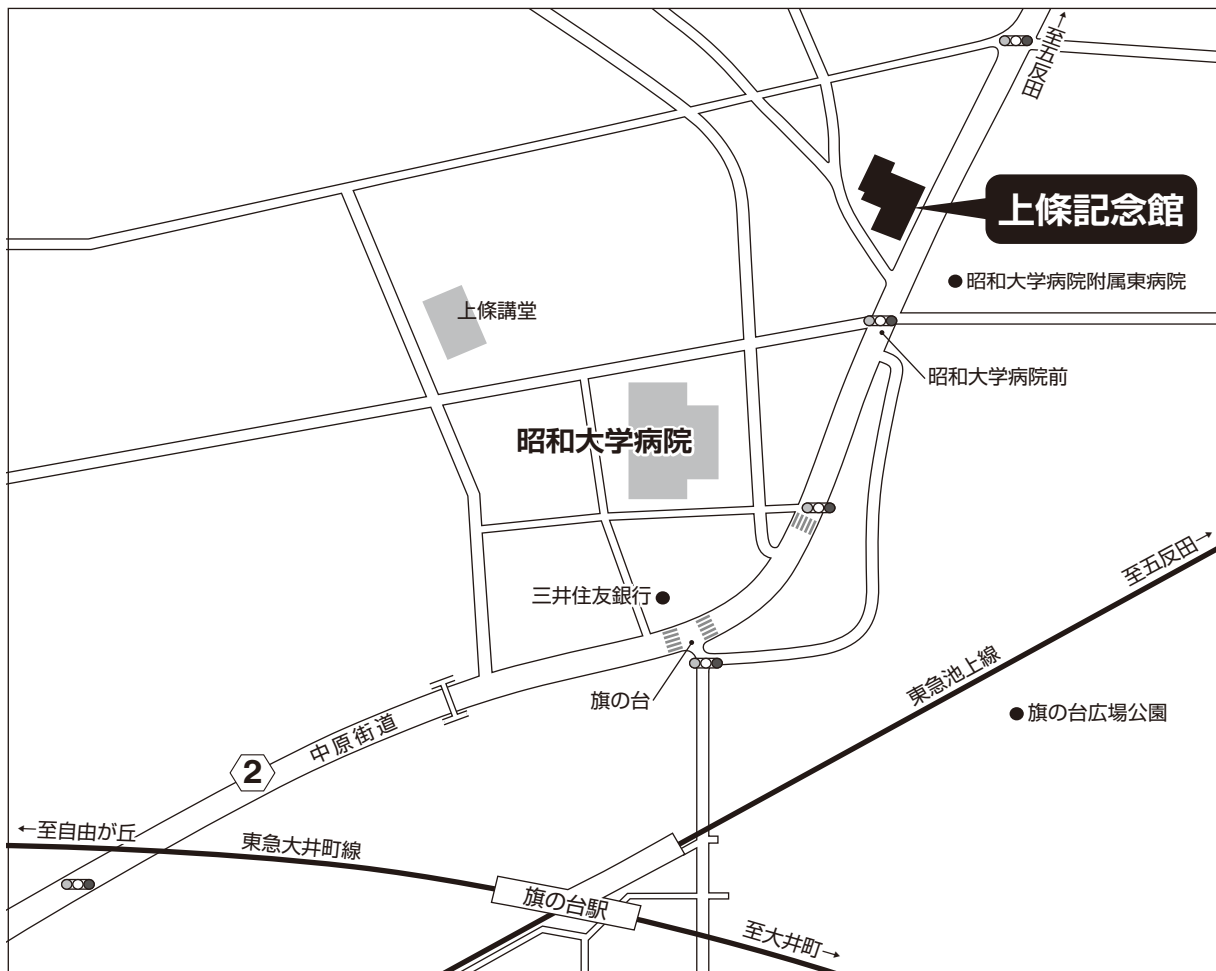 至五反田
上條記念館
昭和大学病院附属東病院
上條講堂
昭和大学病院前
昭和大学病院
至五反田
三井住友銀行
東急池上線
旗の台
旗の台広場公園
中原街道
2
至自由が丘
東急大井町線
旗の台駅
至大井町